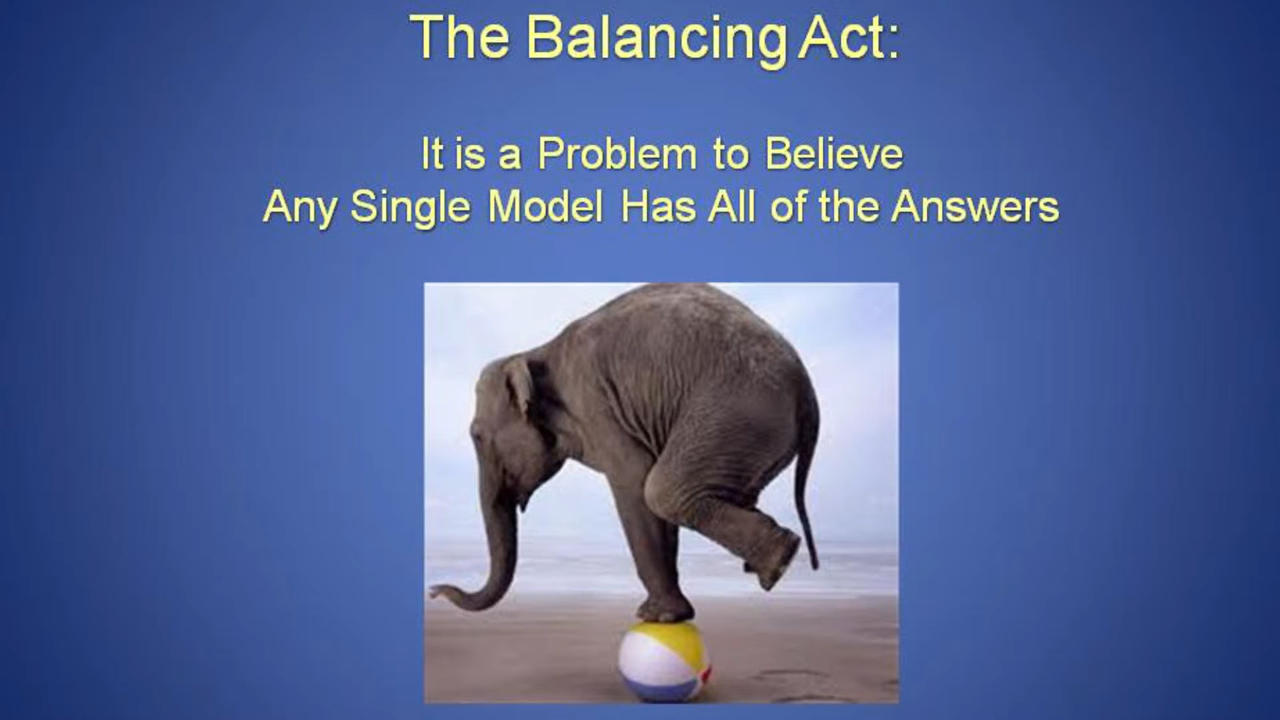 The Balancing Act:
It is a Problem to Believe
Any Single Model Has All of the Answers